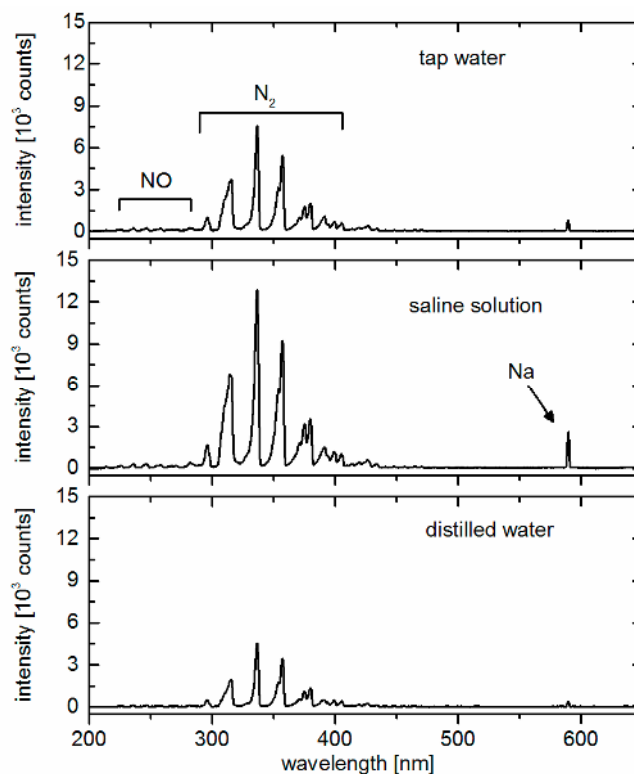 intensity [10³ counts]
15
12
9
6
3
0
tap water
N₂
NO
intensity [10³ counts]
15
12
9
6
3
0
saline solution
Na
intensity [10³ counts]
15
12
9
6
3
0
distilled water
200 300 400 500 600
wavelength [nm]